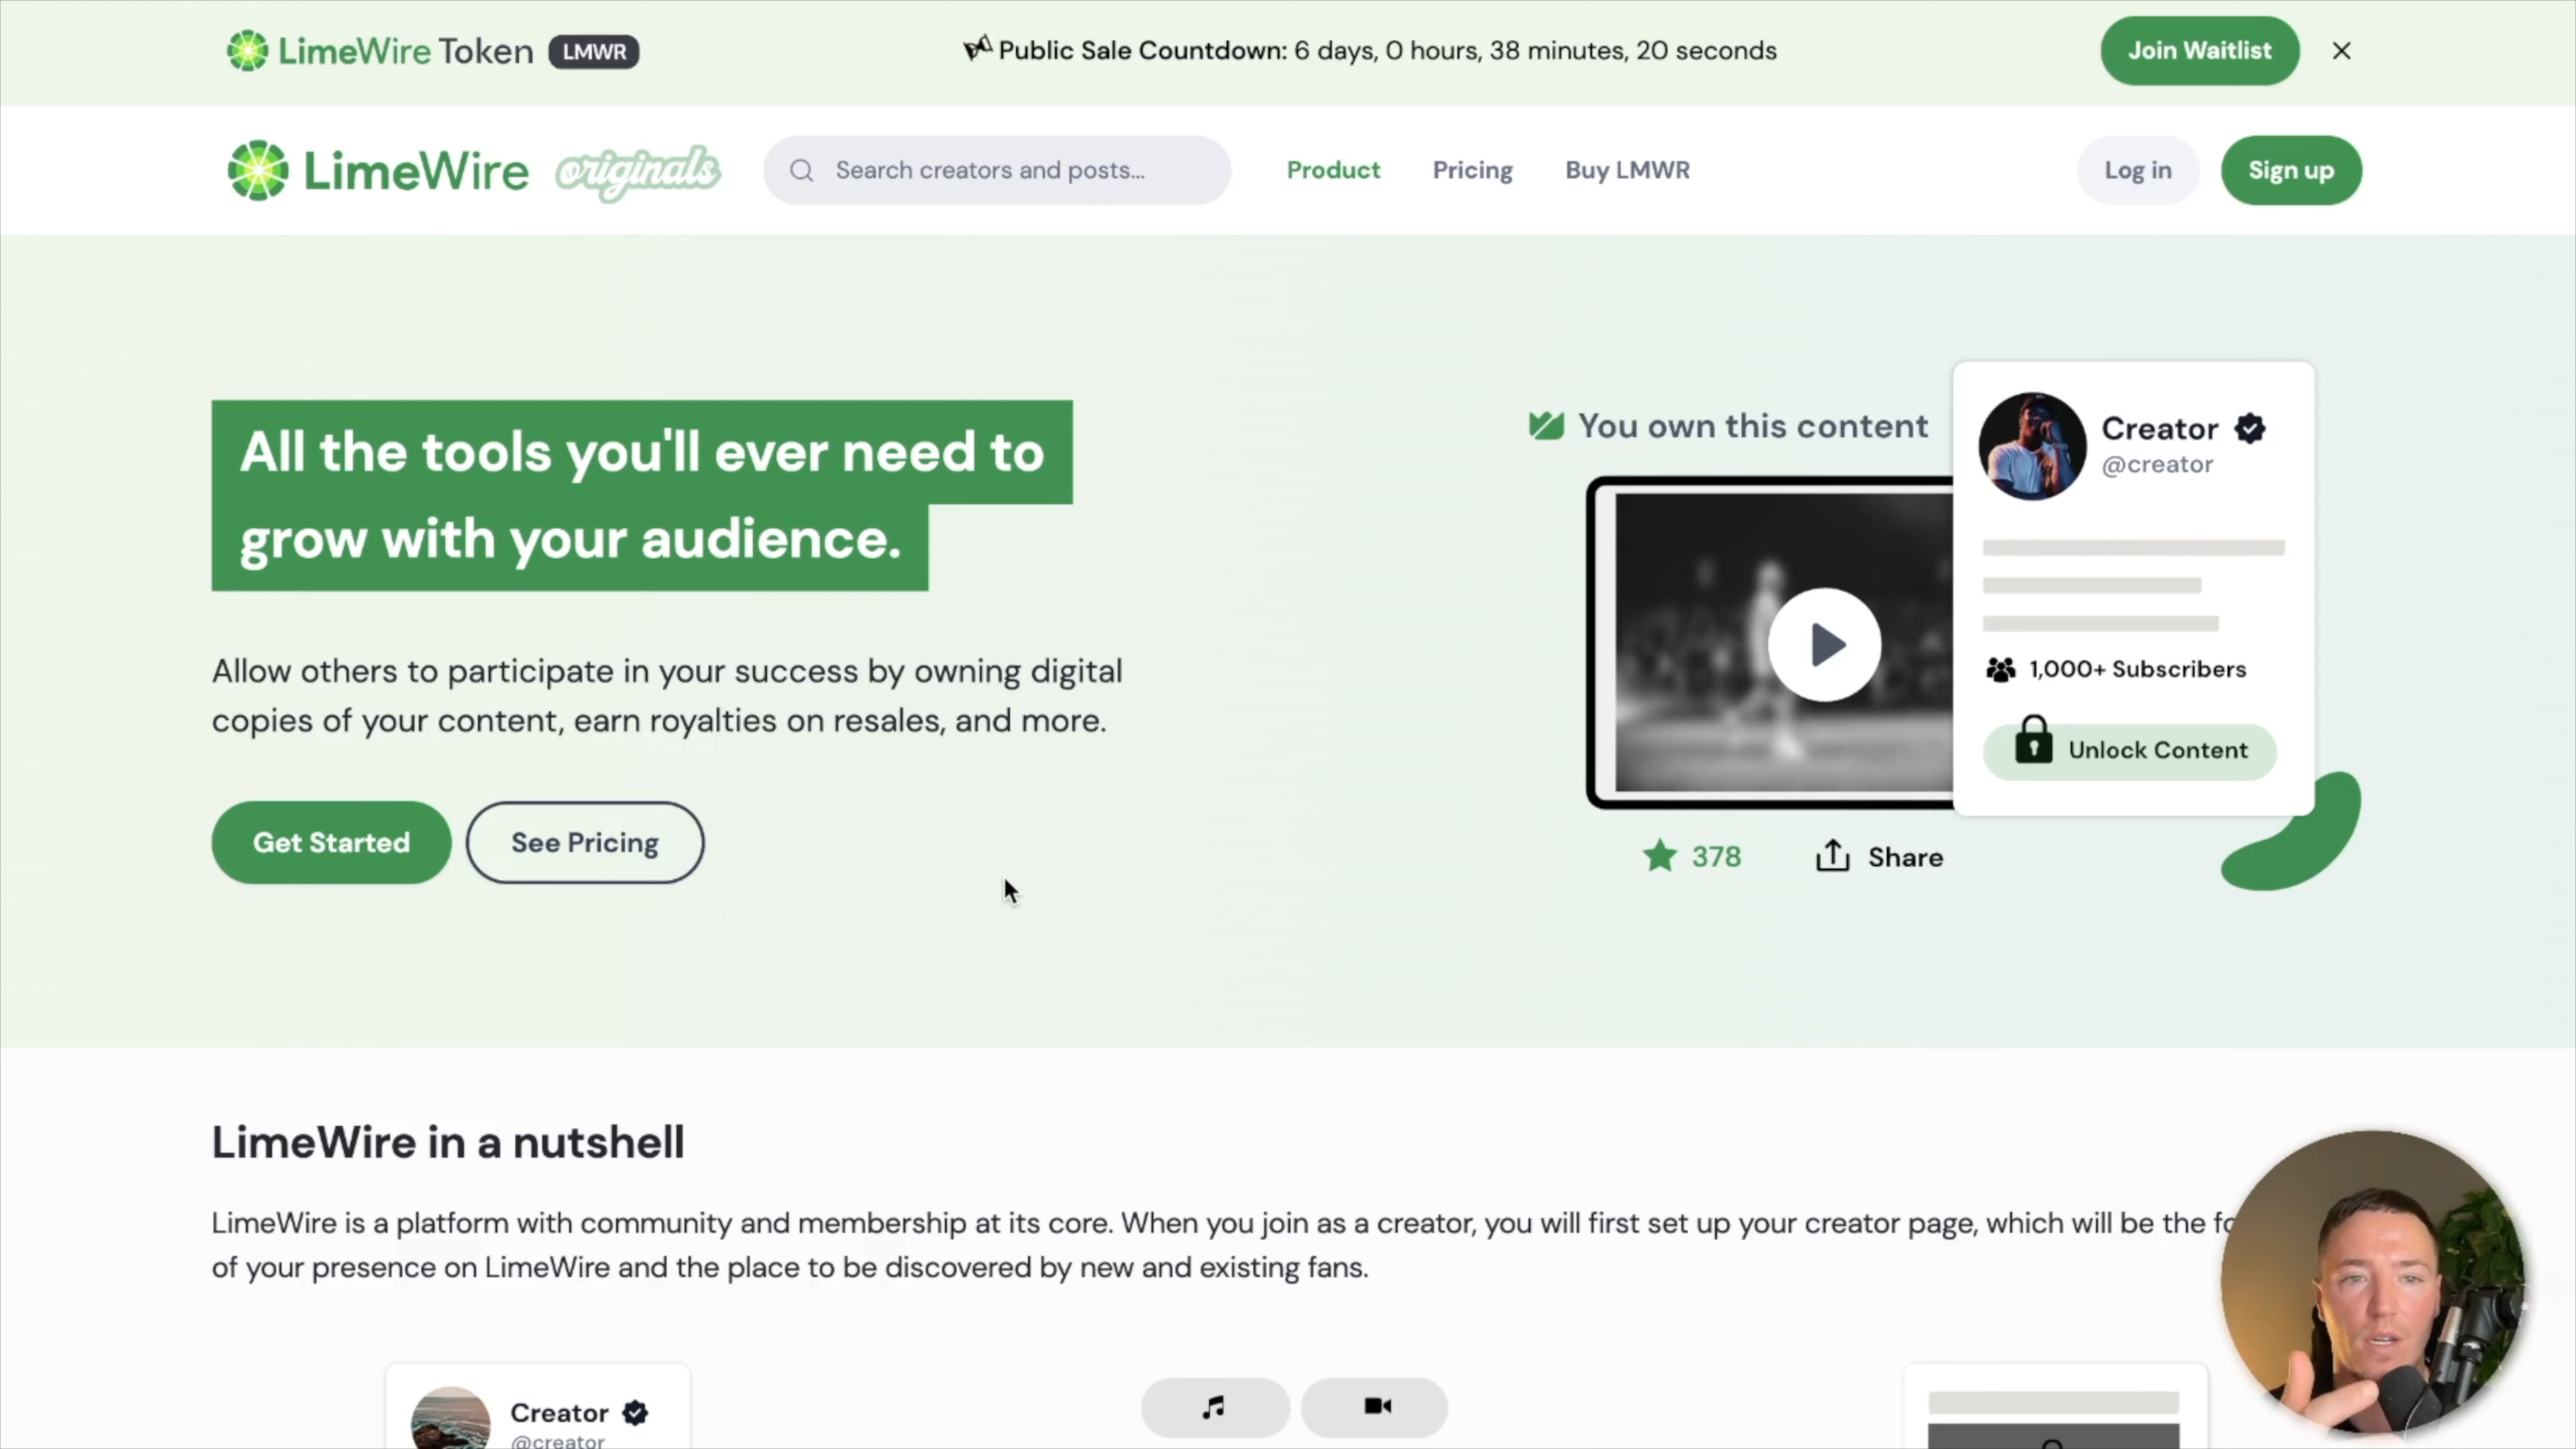 LimeWire Token LMWR
Public Sale Countdown: 6 days, 0 hours, 38 minutes, 20 seconds
Join Waitlist
LimeWire originals
Search creators and posts...
Product
Pricing
Buy LMWR
Log in
Sign up
All the tools you'll ever need to
grow with your audience.
Allow others to participate in your success by owning digital
copies of your content, earn royalties on resales, and more.
Get Started
See Pricing
You own this content
Creator
@creator
1,000+ Subscribers
Unlock Content
378
Share
LimeWire in a nutshell
LimeWire is a platform with community and membership at its core. When you join as a creator, you will first set up your creator page, which will be the
of your presence on LimeWire and the place to be discovered by new and existing fans.
Creator
@creator